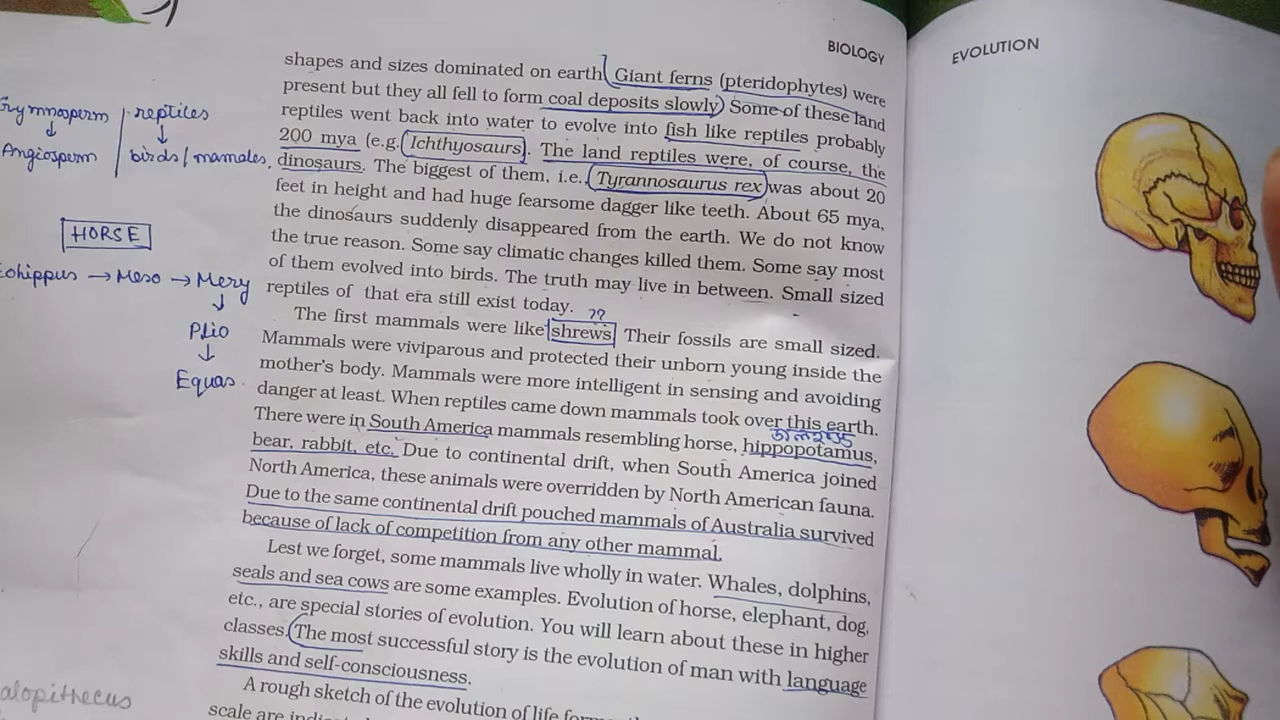 BIOLOGY
shapes and sizes dominated on earth. Giant ferns (pteridophytes) were
present but they all fell to form coal deposits slowly. Some of these land
reptiles went back into water to evolve into fish like reptiles probably
200 mya (e.g. Ichthyosaurs). The land reptiles were, of course, the
dinosaurs. The biggest of them, i.e., Tyrannosaurus rex was about 20
feet in height and had huge fearsome dagger like teeth. About 65 mya,
the dinosaurs suddenly disappeared from the earth. We do not know
the true reason. Some say climatic changes killed them. Some say most
of them evolved into birds. The truth may live in between. Small sized
reptiles of that era still exist today.
??
The first mammals were like shrews. Their fossils are small sized.
Mammals were viviparous and protected their unborn young inside the
mother's body. Mammals were more intelligent in sensing and avoiding
danger at least. When reptiles came down mammals took over this earth.
There were in South America mammals resembling horse, hippopotamus,
bear, rabbit, etc. Due to continental drift, when South America joined
North America, these animals were overridden by North American fauna.
Due to the same continental drift pouched mammals of Australia survived
because of lack of competition from any other mammal.
Lest we forget, some mammals live wholly in water. Whales, dolphins,
seals and sea cows are some examples. Evolution of horse, elephant, dog,
etc., are special stories of evolution. You will learn about these in higher
classes. The most successful story is the evolution of man with language
skills and self-consciousness.
A rough sketch of the evolution of life
scale are
Gymnosperm
↓
Angiosperm
reptiles
↓
birds/mamales,
HORSE
Eohippus → Meso → Mery
↓
Plio
↓
Equas
alopithecus
EVOLUTION